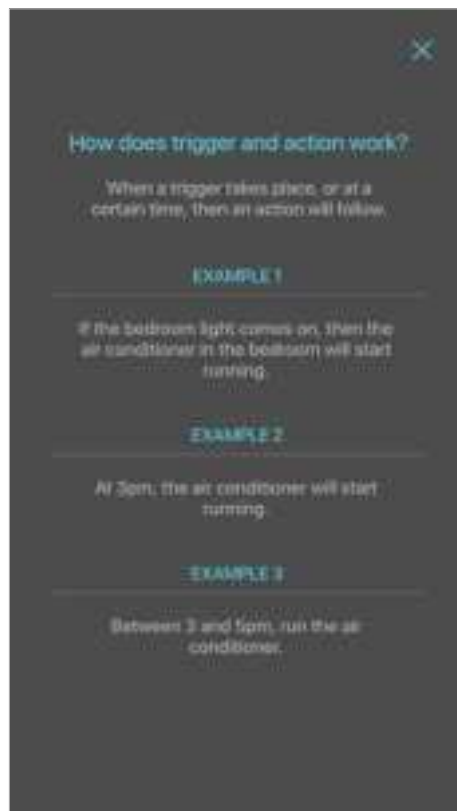 How does trigger and action work?
When a trigger takes place, or at a
certain time, then an action will follow.
EXAMPLE 1
If the bedroom light comes on, then the
air conditioner in the bedroom will start
running.
EXAMPLE 2
At 3pm, the air conditioner will start
running.
EXAMPLE 3
Between 3 and 5pm, run the air
conditioner.